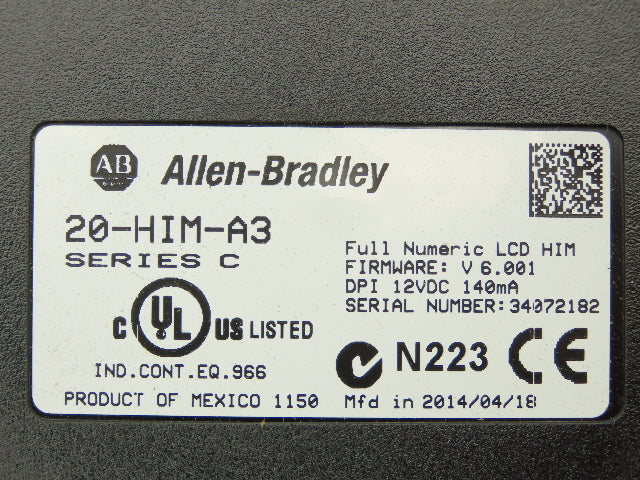 AB Allen-Bradley
20-HIM-A3
SERIES C
Full Numeric LCD HIM
FIRMWARE: V 6.001
DPI 12VDC 140mA
SERIAL NUMBER: 34072182
C UL US LISTED
IND.CONT.EQ.966
N223 CE
PRODUCT OF MEXICO 1150 Mfd in 2014/04/18